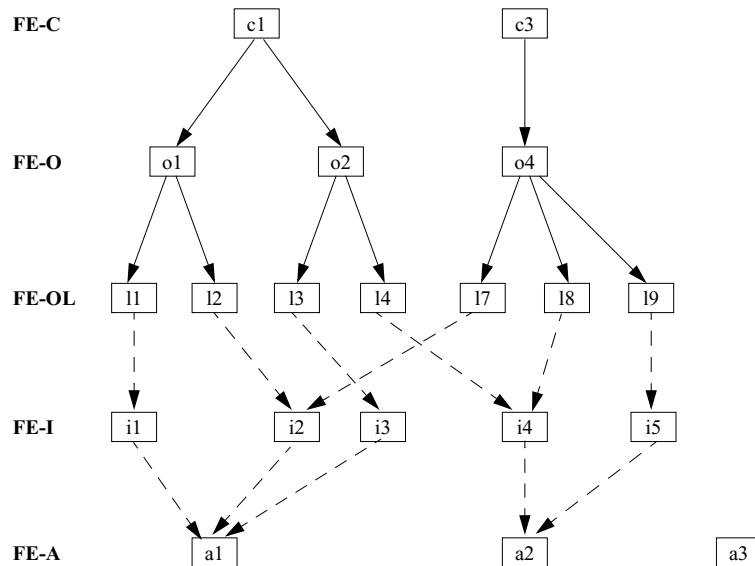 FE-C c1 c3
FE-O o1 o2 o4
FE-OL l1 l2 l3 l4 l7 l8 l9
FE-I i1 i2 i3 i4 i5
FE-A a1 a2 a3